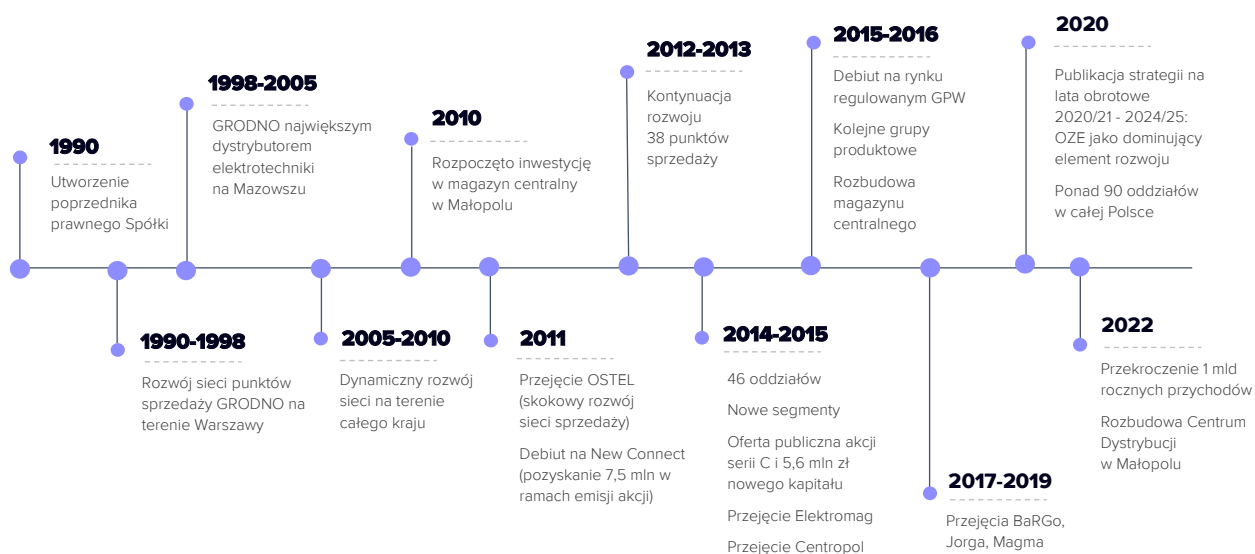 1990
Utworzenie
poprzednika
prawnego Spółki
1990-1998
Rozwój sieci punktów
sprzedaży GRODNO na
terenie Warszawy
1998-2005
GRODNO największym
dystrybutorem
elektrotechniki
na Mazowszu
2005-2010
Dynamiczny rozwój
sieci na terenie
całego kraju
2010
Rozpoczęto inwestycję
w magazyn centralny
w Małopolu
2011
Przejęcie OSTEL
(skokowy rozwój
sieci sprzedaży)
Debiut na New Connect
(pozyskanie 7,5 mln w
ramach emisji akcji)
2012-2013
Kontynuacja
rozwoju
38 punktów
sprzedaży
2014-2015
46 oddziałów
Nowe segmenty
Oferta publiczna akcji
serii C i 5,6 mln zł
nowego kapitału
Przejęcie Elektromag
Przejęcie Centropol
2015-2016
Debiut na rynku
regulowanym GPW
Kolejne grupy
produktowe
Rozbudowa
magazynu
centralnego
2017-2019
Przejęcia BaRGo,
Jorga, Magma
2020
Publikacja strategii na
lata obrotowe
2020/21 - 2024/25:
OZE jako dominujący
element rozwoju
Ponad 90 oddziałów
w całej Polsce
2022
Przekroczenie 1 mld
rocznych przychodów
Rozbudowa Centrum
Dystrybucji
w Małopolu